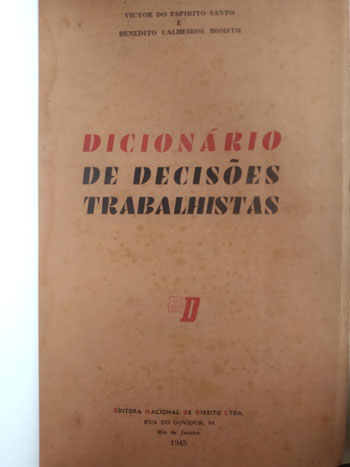 VICTOR DO ESPIRITO SANTO
E
BENEDITO CALHEIROS BOMFIM
DICIONÁRIO
DE DECISÕES
TRABALHISTAS
D
EDITORA NACIONAL DE DIREITO LTDA.
RUA DO OUVIDOR, 54
Rio de Janeiro
1945